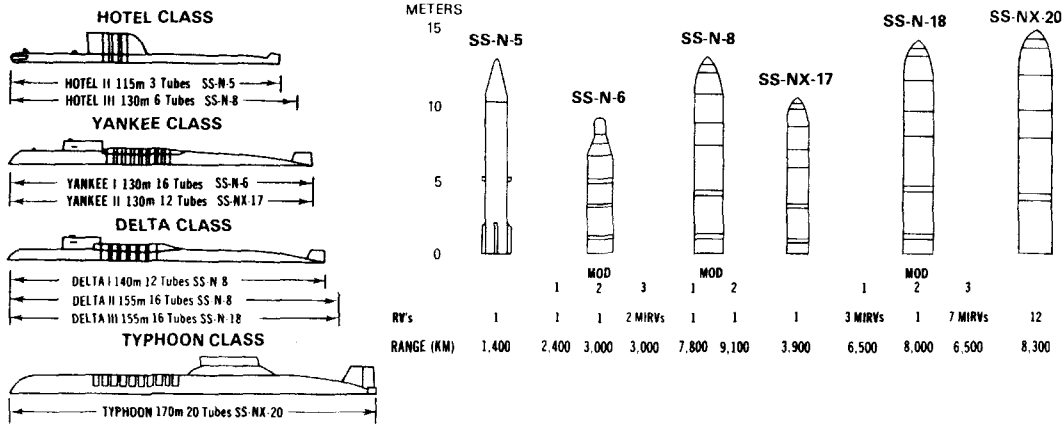 HOTEL CLASS
HOTEL II 115m 3 Tubes SS-N-5
HOTEL III 130m 6 Tubes SS-N-8
YANKEE CLASS
YANKEE I 130m 16 Tubes SS-N-6
YANKEE II 130m 12 Tubes SS-NX-17
DELTA CLASS
DELTA I 140m 12 Tubes SS-N-8
DELTA II 155m 16 Tubes SS-N-8
DELTA III 155m 16 Tubes SS-N-18
TYPHOON CLASS
TYPHOON 170m 20 Tubes SS-NX-20
METERS
15
10
5
0
SS-N-5
SS-N-6
SS-N-8
SS-NX-17
SS-N-18
SS-NX-20
MOD MOD MOD
1 2 3 1 2 1 2 3
RV's 1 1 1 2 MIRVs 1 1 1 3 MIRVs 1 7 MIRVs 12
RANGE (KM) 1,400 2,400 3,000 3,000 7,800 9,100 3.900 6,500 8,000 6,500 8,300